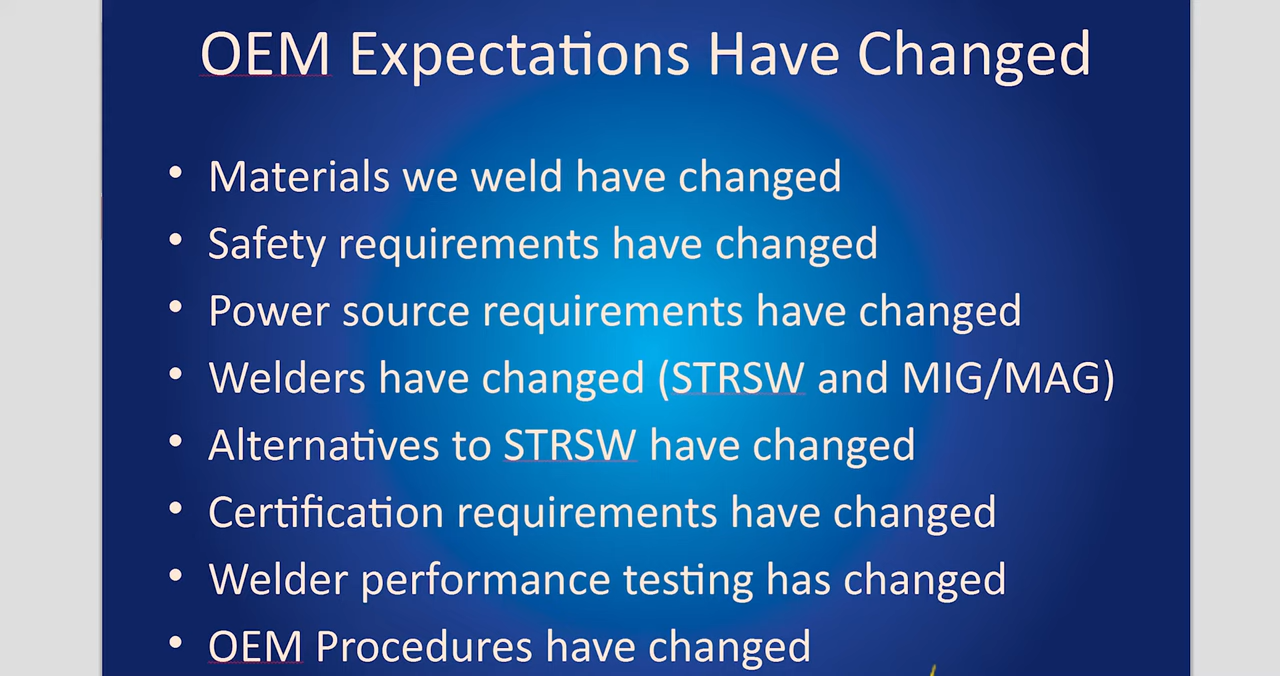 OEM Expectations Have Changed
• Materials we weld have changed
• Safety requirements have changed
• Power source requirements have changed
• Welders have changed (STRSW and MIG/MAG)
• Alternatives to STRSW have changed
• Certification requirements have changed
• Welder performance testing has changed
• OEM Procedures have changed